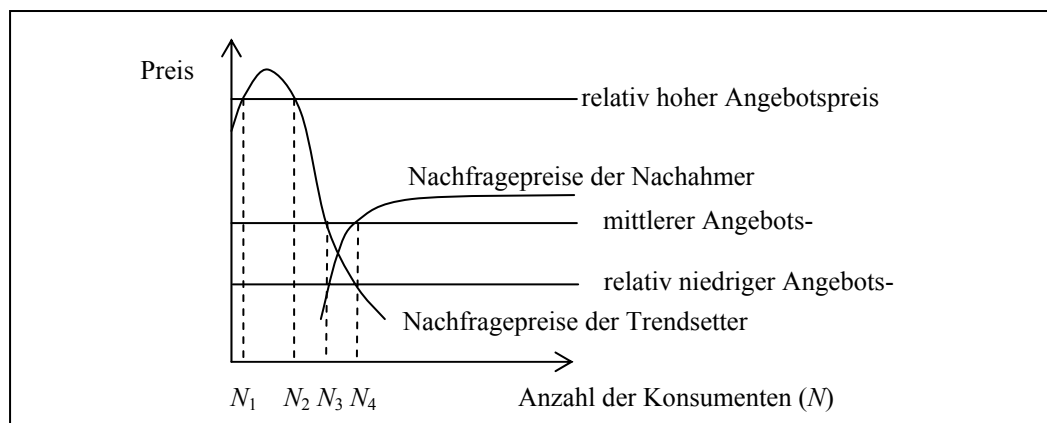 Preis
relativ hoher Angebotspreis
Nachfragepreise der Nachahmer
mittlerer Angebots-
relativ niedriger Angebots-
Nachfragepreise der Trendsetter
N₁ N₂ N₃ N₄ Anzahl der Konsumenten (N)